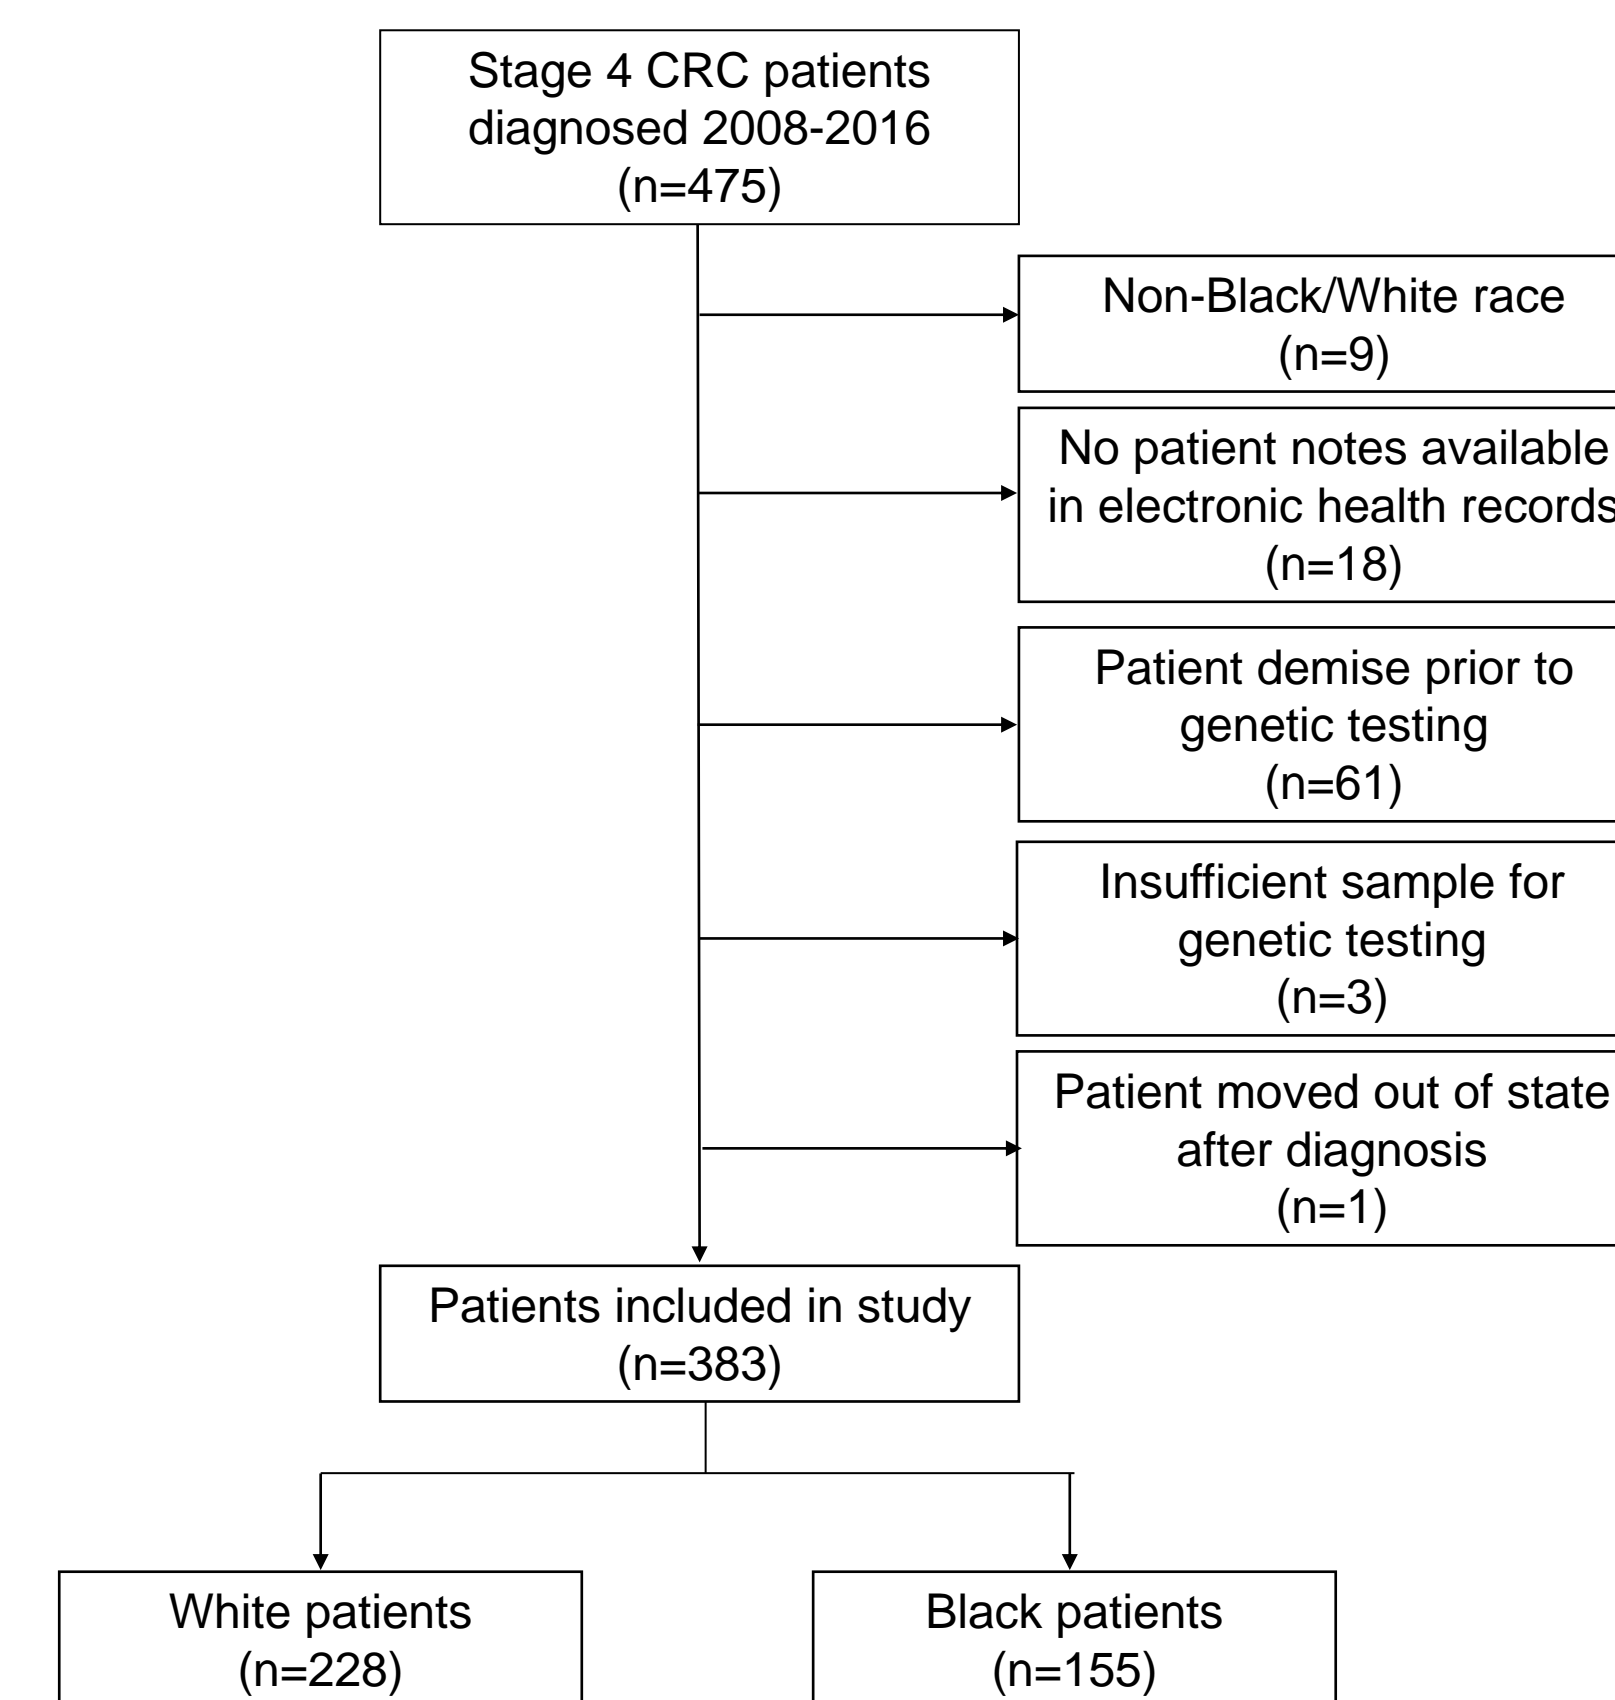 Stage 4 CRC patients
diagnosed 2008-2016
(n=475)
Non-Black/White race
(n=9)
No patient notes available
in electronic health records
(n=18)
Patient demise prior to
genetic testing
(n=61)
Insufficient sample for
genetic testing
(n=3)
Patient moved out of state
after diagnosis
(n=1)
Patients included in study
(n=383)
White patients
(n=228)
Black patients
(n=155)